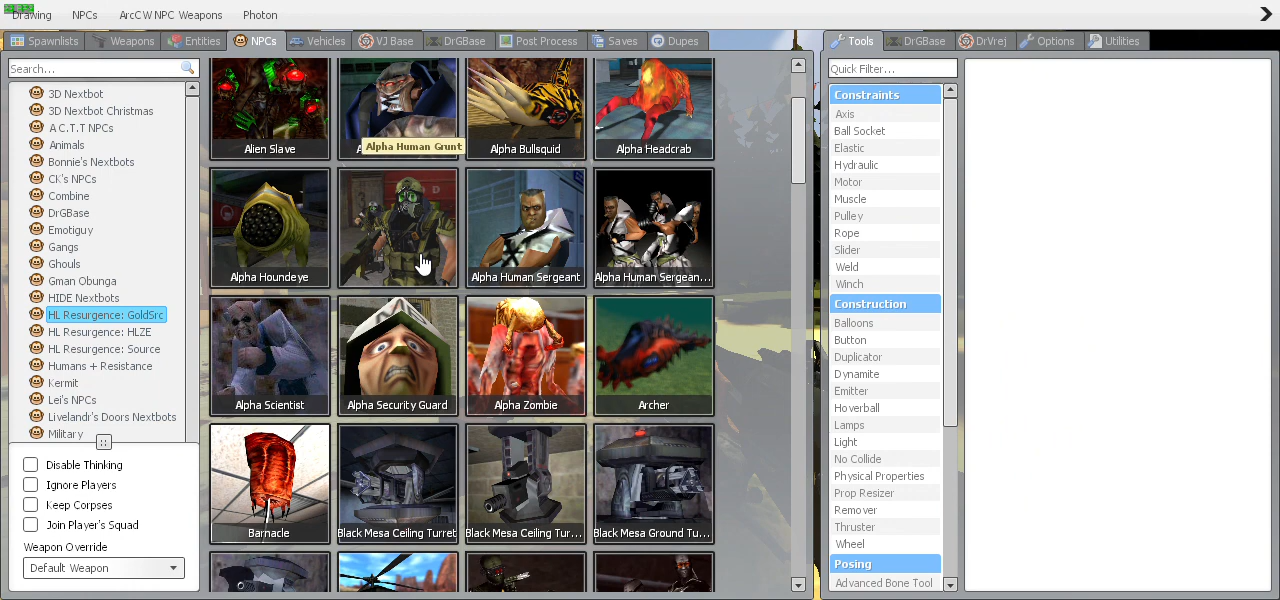 Drawing NPCs ArcCW NPC Weapons Photon
Spawnlists Weapons Entities NPCs Vehicles VJ Base DrGBase Post Process Saves Dupes
Tools DrGBase DrVrej Options Utilities
Search...
3D Nextbot
3D Nextbot Christmas
A.C.T.T NPCs
Animals
Bonnie's Nextbots
CK's NPCs
Combine
DrGBase
Emotiguy
Gangs
Ghouls
Gman Obunga
HIDE Nextbots
HL Resurgence: GoldSrc
HL Resurgence: HLZE
HL Resurgence: Source
Humans + Resistance
Kermit
Lei's NPCs
Livelandr's Doors Nextbots
Military
Disable Thinking
Ignore Players
Keep Corpses
Join Player's Squad
Weapon Override
Default Weapon
Alien Slave
Alpha Human Grunt
Alpha Bullsquid
Alpha Headcrab
Alpha Houndeye
Alpha Human Sergeant
Alpha Human Sergean...
Alpha Scientist
Alpha Security Guard
Alpha Zombie
Archer
Barnacle
Black Mesa Ceiling Turret
Black Mesa Ceiling Tur...
Black Mesa Ground Tu...
Quick Filter...
Constraints
Axis
Ball Socket
Elastic
Hydraulic
Motor
Muscle
Pulley
Rope
Slider
Weld
Winch
Construction
Balloons
Button
Duplicator
Dynamite
Emitter
Hoverball
Lamps
Light
No Collide
Physical Properties
Prop Resizer
Remover
Thruster
Wheel
Posing
Advanced Bone Tool